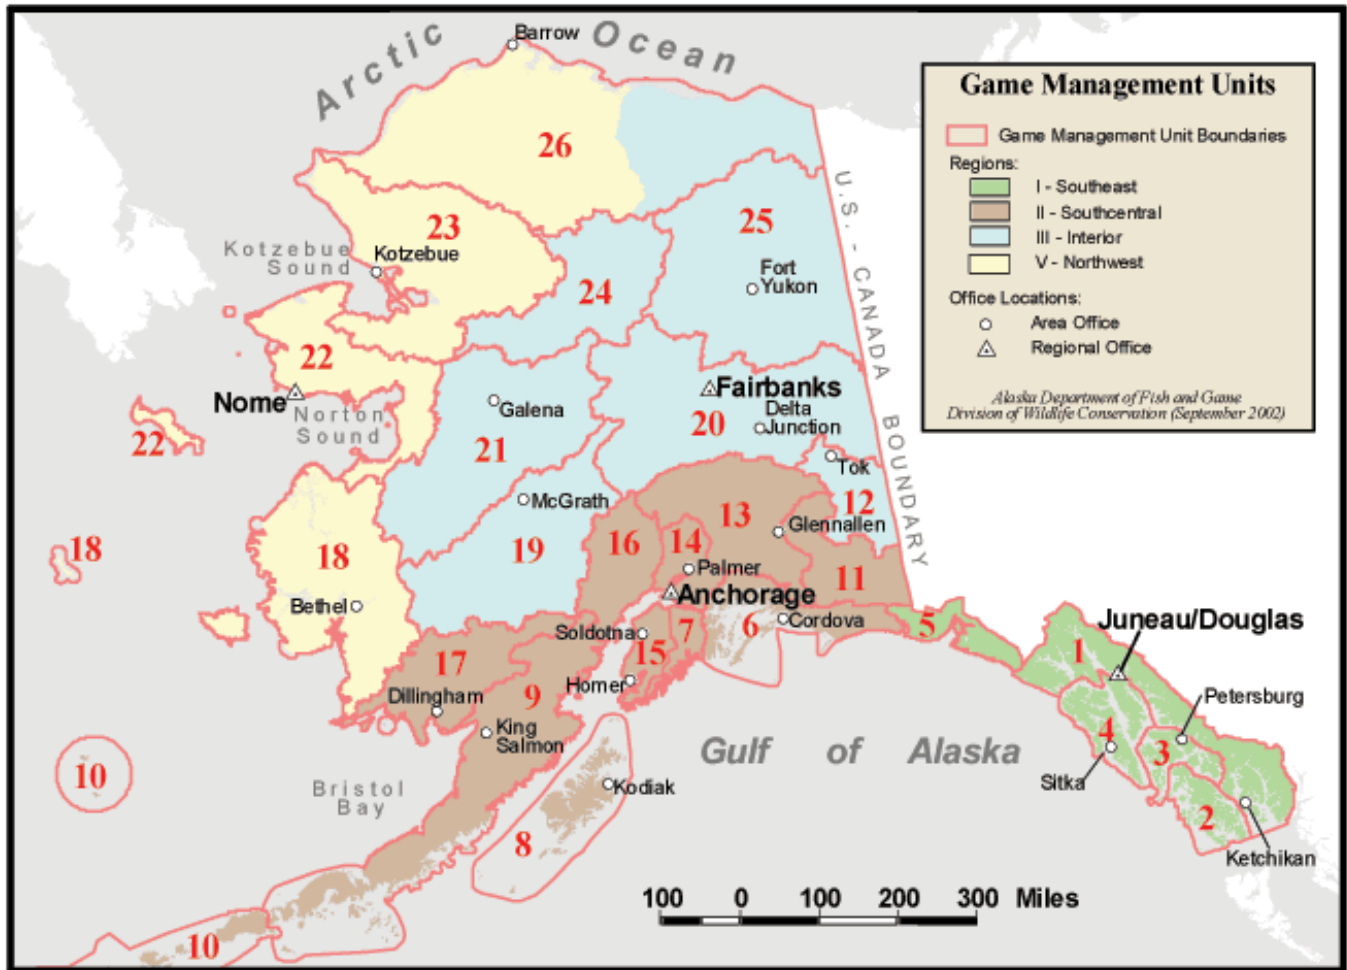 Arctic Ocean
Barrow
Game Management Units
Game Management Unit Boundaries
Regions:
I - Southeast
II - Southcentral
III - Interior
V - Northwest
Office Locations:
Area Office
Regional Office
Alaska Department of Fish and Game
Division of Wildlife Conservation (September 2002)
U.S. - CANADA BOUNDARY
26
25
23
Kotzebue
Sound
Kotzebue
Fort
Yukon
24
22
Nome
Norton
Sound
22
Galena
21
Fairbanks
20
Delta
Junction
Tok
12
McGrath
13
Glennallen
18
18
Bethel
19
16
14
Palmer
11
Anchorage
Soldotna
15
7
6
Cordova
5
Homer
17
Dillingham
9
King
Salmon
10
Bristol
Bay
Kodiak
8
10
Gulf of Alaska
1
Juneau/Douglas
Petersburg
4
3
Sitka
2
Ketchikan
100 0 100 200 300 Miles